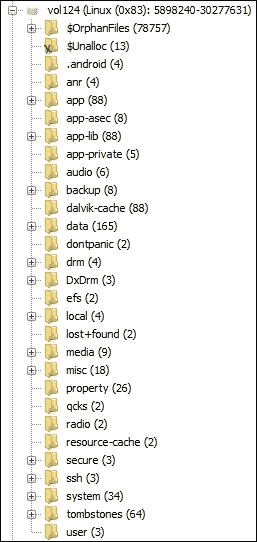 vol124 (Linux (0x83): 5898240-30277631)
$OrphanFiles (78757)
$Unalloc (13)
.android (4)
anr (4)
app (88)
app-asec (8)
app-lib (88)
app-private (5)
audio (6)
backup (8)
dalvik-cache (88)
data (165)
dontpanic (2)
drm (4)
DxDrm (3)
efs (2)
local (4)
lost+found (2)
media (9)
misc (18)
property (26)
qcks (2)
radio (2)
resource-cache (2)
secure (3)
ssh (3)
system (34)
tombstones (64)
user (3)